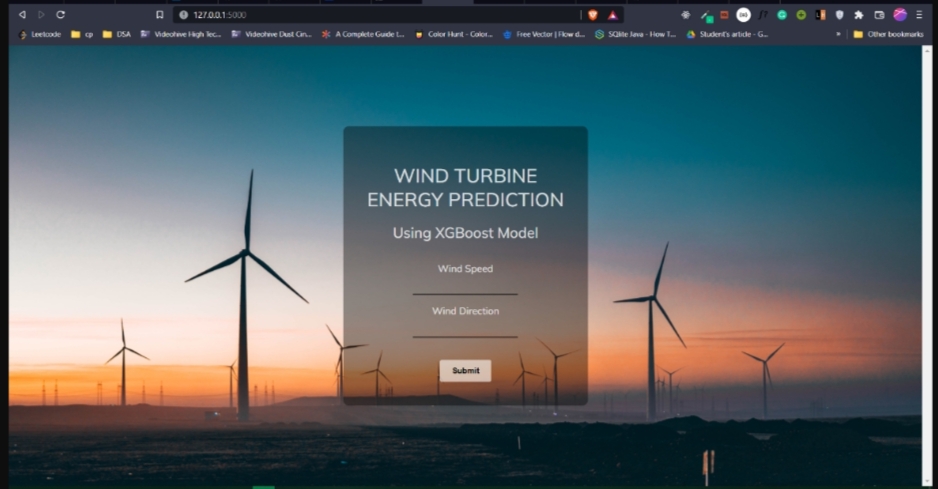 127.0.0.1:5000
Leetcode
cp
DSA
Videohive High Tec...
Videohive Dust Cin...
A Complete Guide t...
Color Hunt - Color...
Free Vector | Flow d...
SQlite Java - How T...
Student's article - G...
»
Other bookmarks
WIND TURBINE
ENERGY PREDICTION
Using XGBoost Model
Wind Speed
Wind Direction
Submit